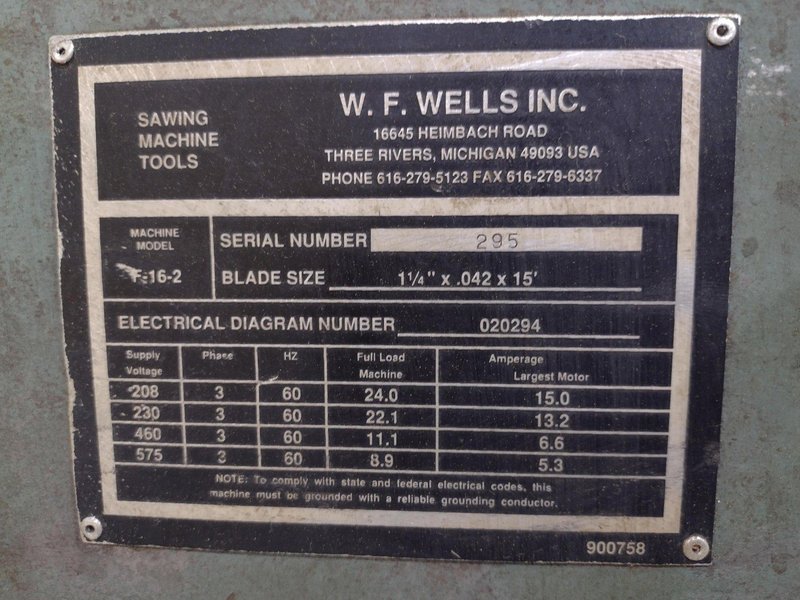 SAWING
MACHINE
TOOLS
W. F. WELLS INC.
16645 HEIMBACH ROAD
THREE RIVERS, MICHIGAN 49093 USA
PHONE 616-279-5123 FAX 616-279-6337
MACHINE
MODEL
F-16-2
SERIAL NUMBER 295
BLADE SIZE 1¼" x .042 x 15'
ELECTRICAL DIAGRAM NUMBER 020294
Supply Voltage Phase HZ Full Load Machine Amperage Largest Motor
208 3 60 24.0 15.0
230 3 60 22.1 13.2
460 3 60 11.1 6.6
575 3 60 8.9 5.3
NOTE: To comply with state and federal electrical codes, this
machine must be grounded with a reliable grounding conductor.
900758